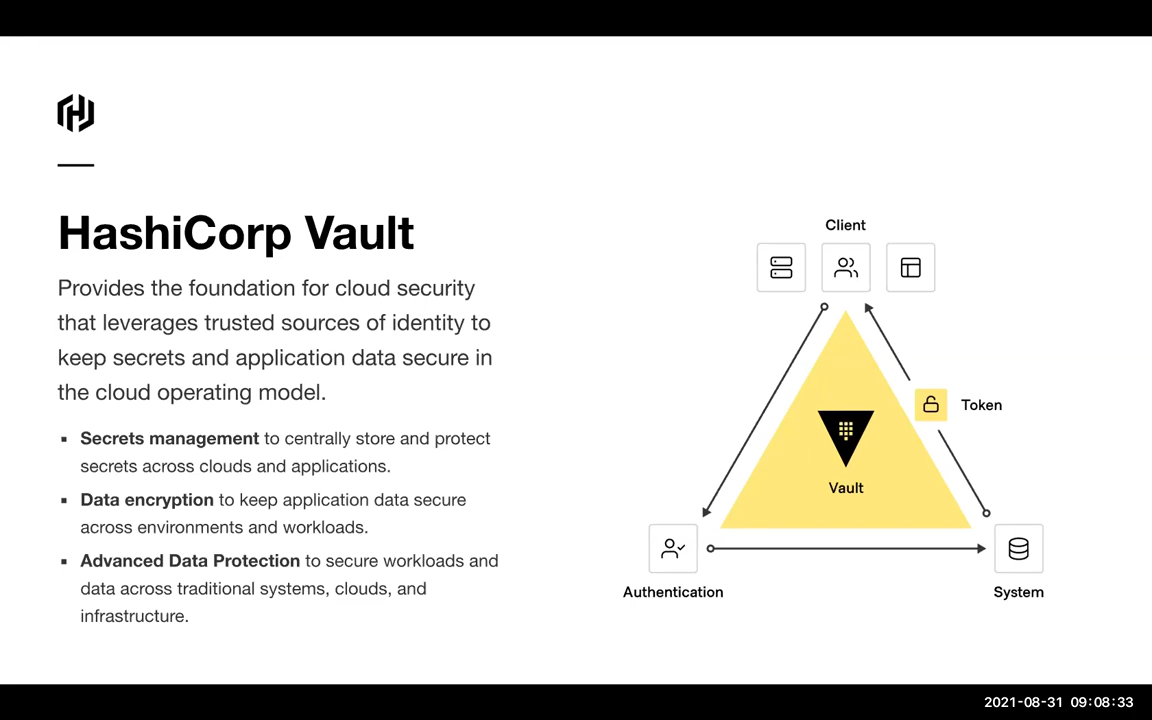 HashiCorp Vault
Provides the foundation for cloud security
that leverages trusted sources of identity to
keep secrets and application data secure in
the cloud operating model.
▪ Secrets management to centrally store and protect
secrets across clouds and applications.
▪ Data encryption to keep application data secure
across environments and workloads.
▪ Advanced Data Protection to secure workloads and
data across traditional systems, clouds, and
infrastructure.
Client
Token
Vault
Authentication
System
2021-08-31 09:08:33